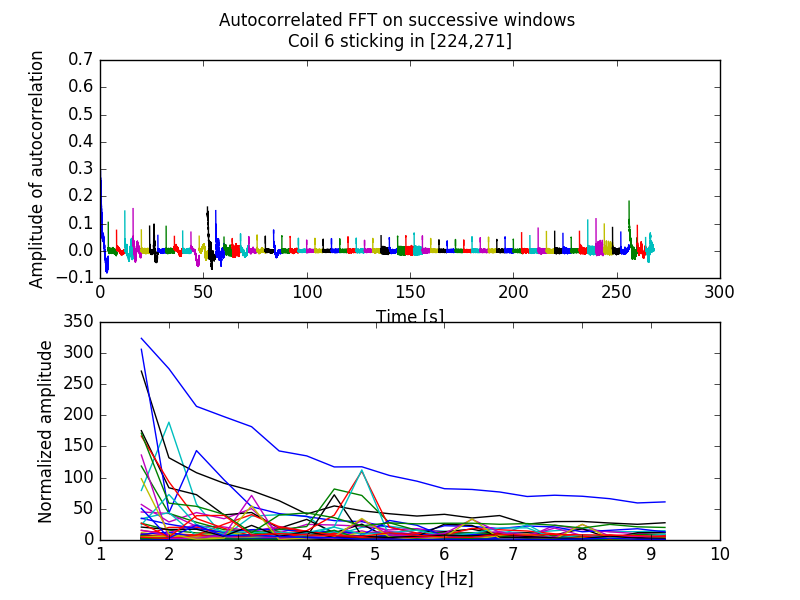 Autocorrelated FFT on successive windows
Coil 6 sticking in [224,271]
Amplitude of autocorrelation
0.7
0.6
0.5
0.4
0.3
0.2
0.1
0.0
−0.1
0 50 100 150 200 250 300
Time [s]
Normalized amplitude
350
300
250
200
150
100
50
0
1 2 3 4 5 6 7 8 9 10
Frequency [Hz]